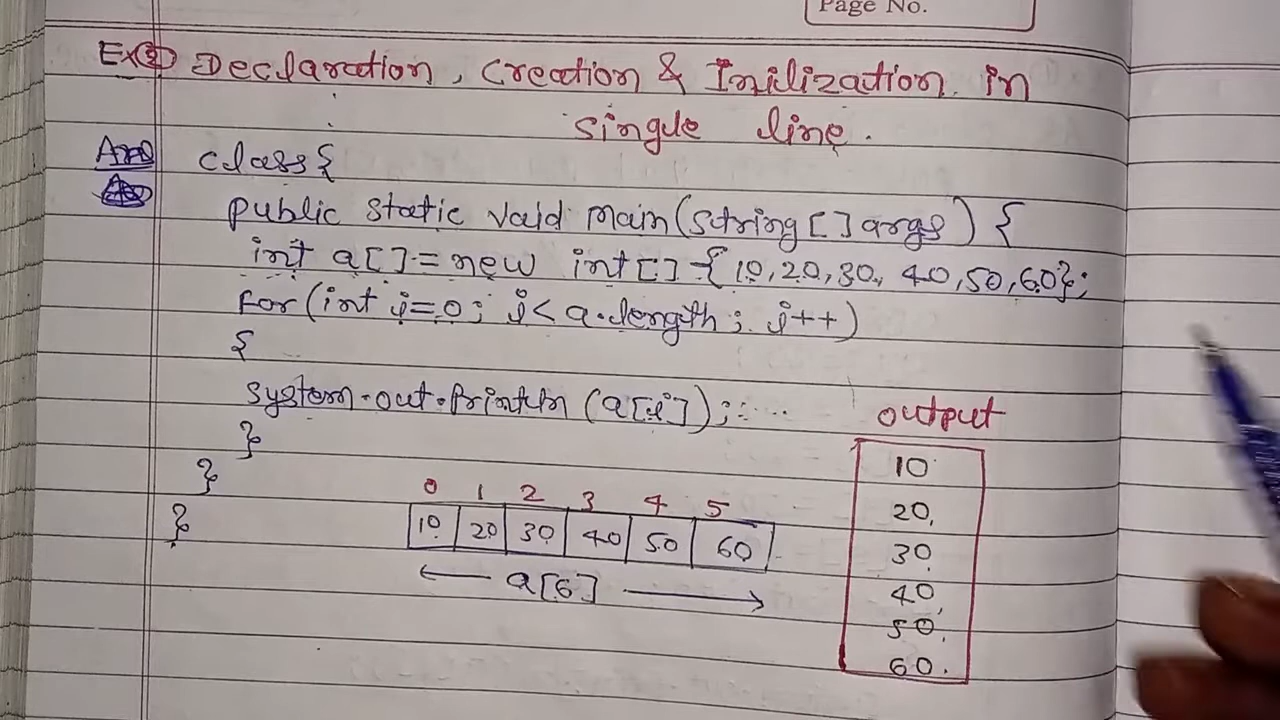 Page No.
Ex② Declaration, Creation & Inilization in
single line.
Ans class{
public static void main(String[]args) {
int a[]=new int[] {10,20,30, 40,50,60};
for(int i=0; i<a.length; i++)
{
System.out.println (a[i]);
}
}
}
output
10
20
30
40
50
60
0 1 2 3 4 5
10 20 30 40 50 60
← a[6] →